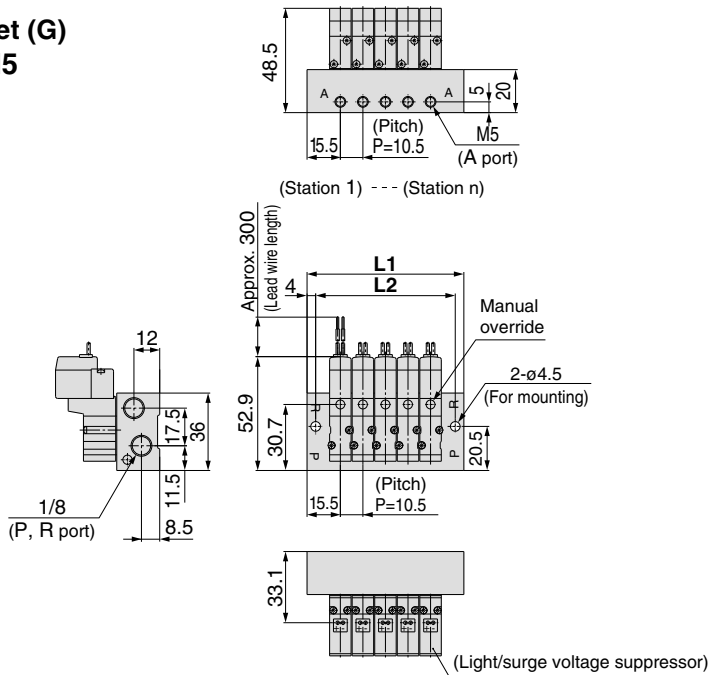 et (G)
5
48.5
A
A
5
20
(Pitch)
P=10.5
15.5
M5
(A port)
(Station 1) --- (Station n)
Approx. 300
(Lead wire length)
L1
L2
4
Manual
override
12
2-ø4.5
(For mounting)
52.9
30.7
R
R
P
P
20.5
17.5
36
11.5
1/8
(P, R port)
8.5
(Pitch)
P=10.5
15.5
33.1
(Light/surge voltage suppressor)